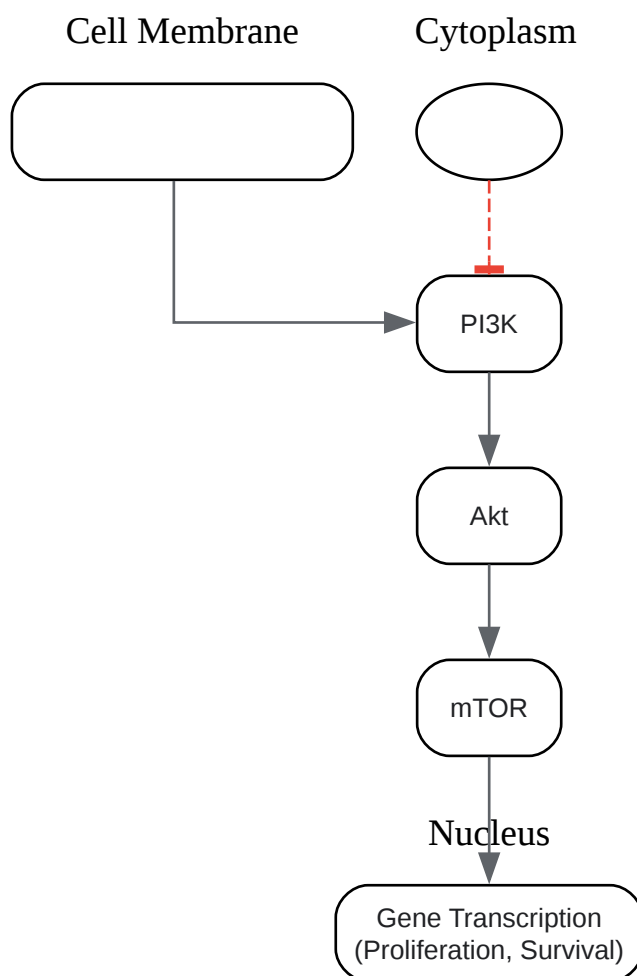 Cell Membrane
Cytoplasm
PI3K
Akt
mTOR
Nucleus
Gene Transcription
(Proliferation, Survival)